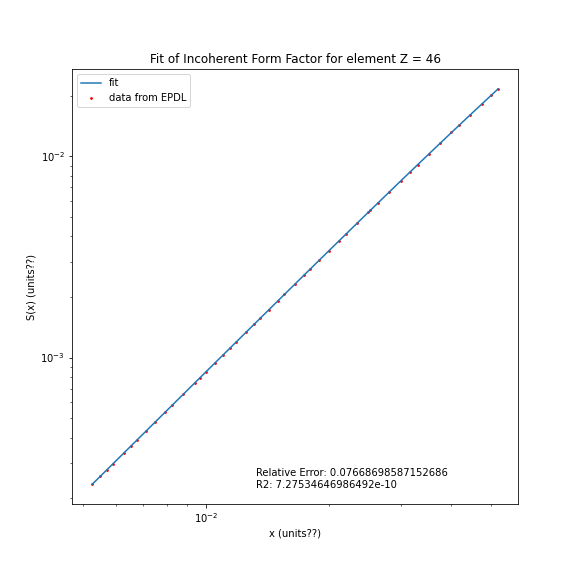 Fit of Incoherent Form Factor for element Z = 46
fit
data from EPDL
10⁻²
S(x) (units??)
10⁻³
Relative Error: 0.07668698587152686
R2: 7.27534646986492e-10
10⁻²
x (units??)